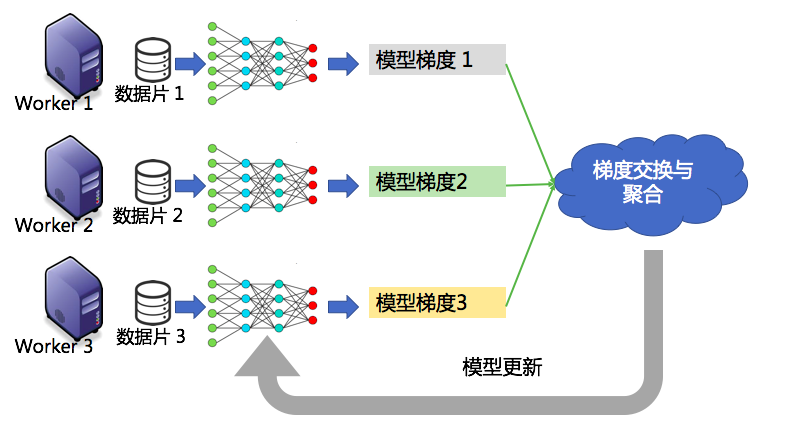 Worker 1
数据片 1
模型梯度 1
Worker 2
数据片 2
模型梯度2
梯度交换与
聚合
Worker 3
数据片 3
模型梯度3
模型更新